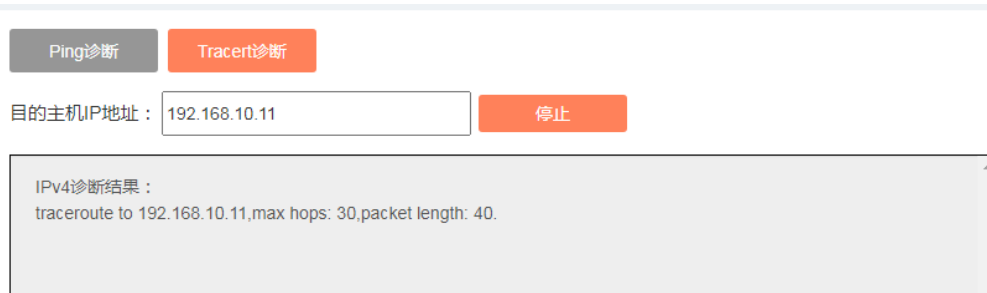 Ping诊断 Tracert诊断
目的主机IP地址： 192.168.10.11 停止
IPv4诊断结果：
traceroute to 192.168.10.11,max hops: 30,packet length: 40.